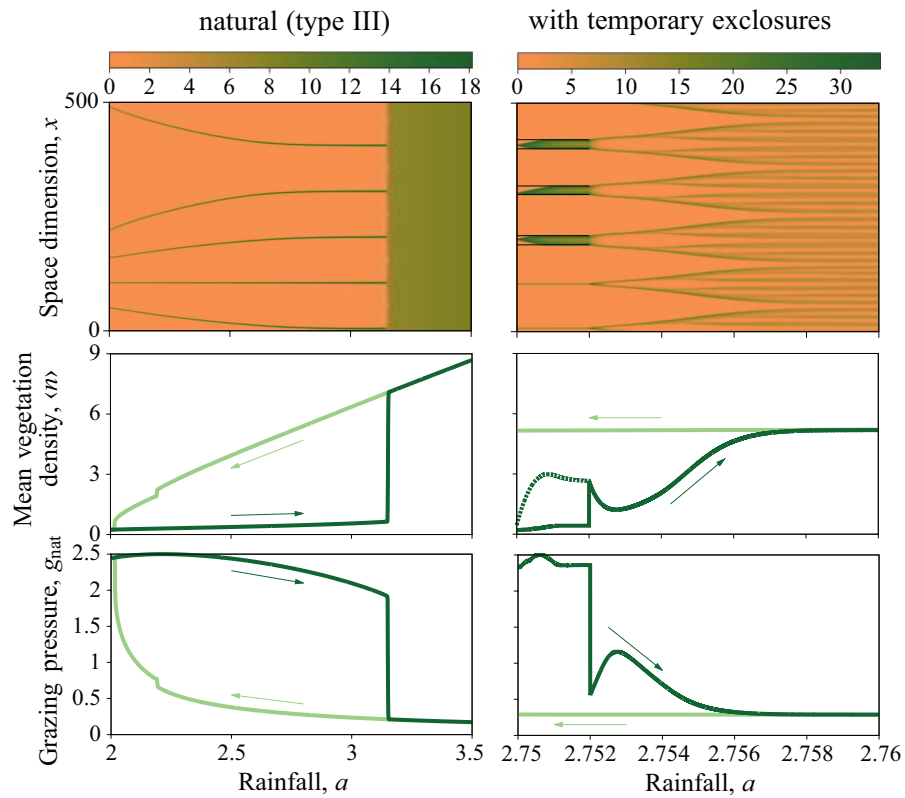 natural (type III)
with temporary exclosures
0 2 4 6 8 10 12 14 16 18
0 5 10 15 20 25 30
Space dimension, x
500
0
Mean vegetation
density, ⟨n⟩
9
6
3
0
Grazing pressure, gnat
2.5
2
1.5
1
0.5
0
2 2.5 3 3.5
2.75 2.752 2.754 2.756 2.758 2.76
Rainfall, a
Rainfall, a